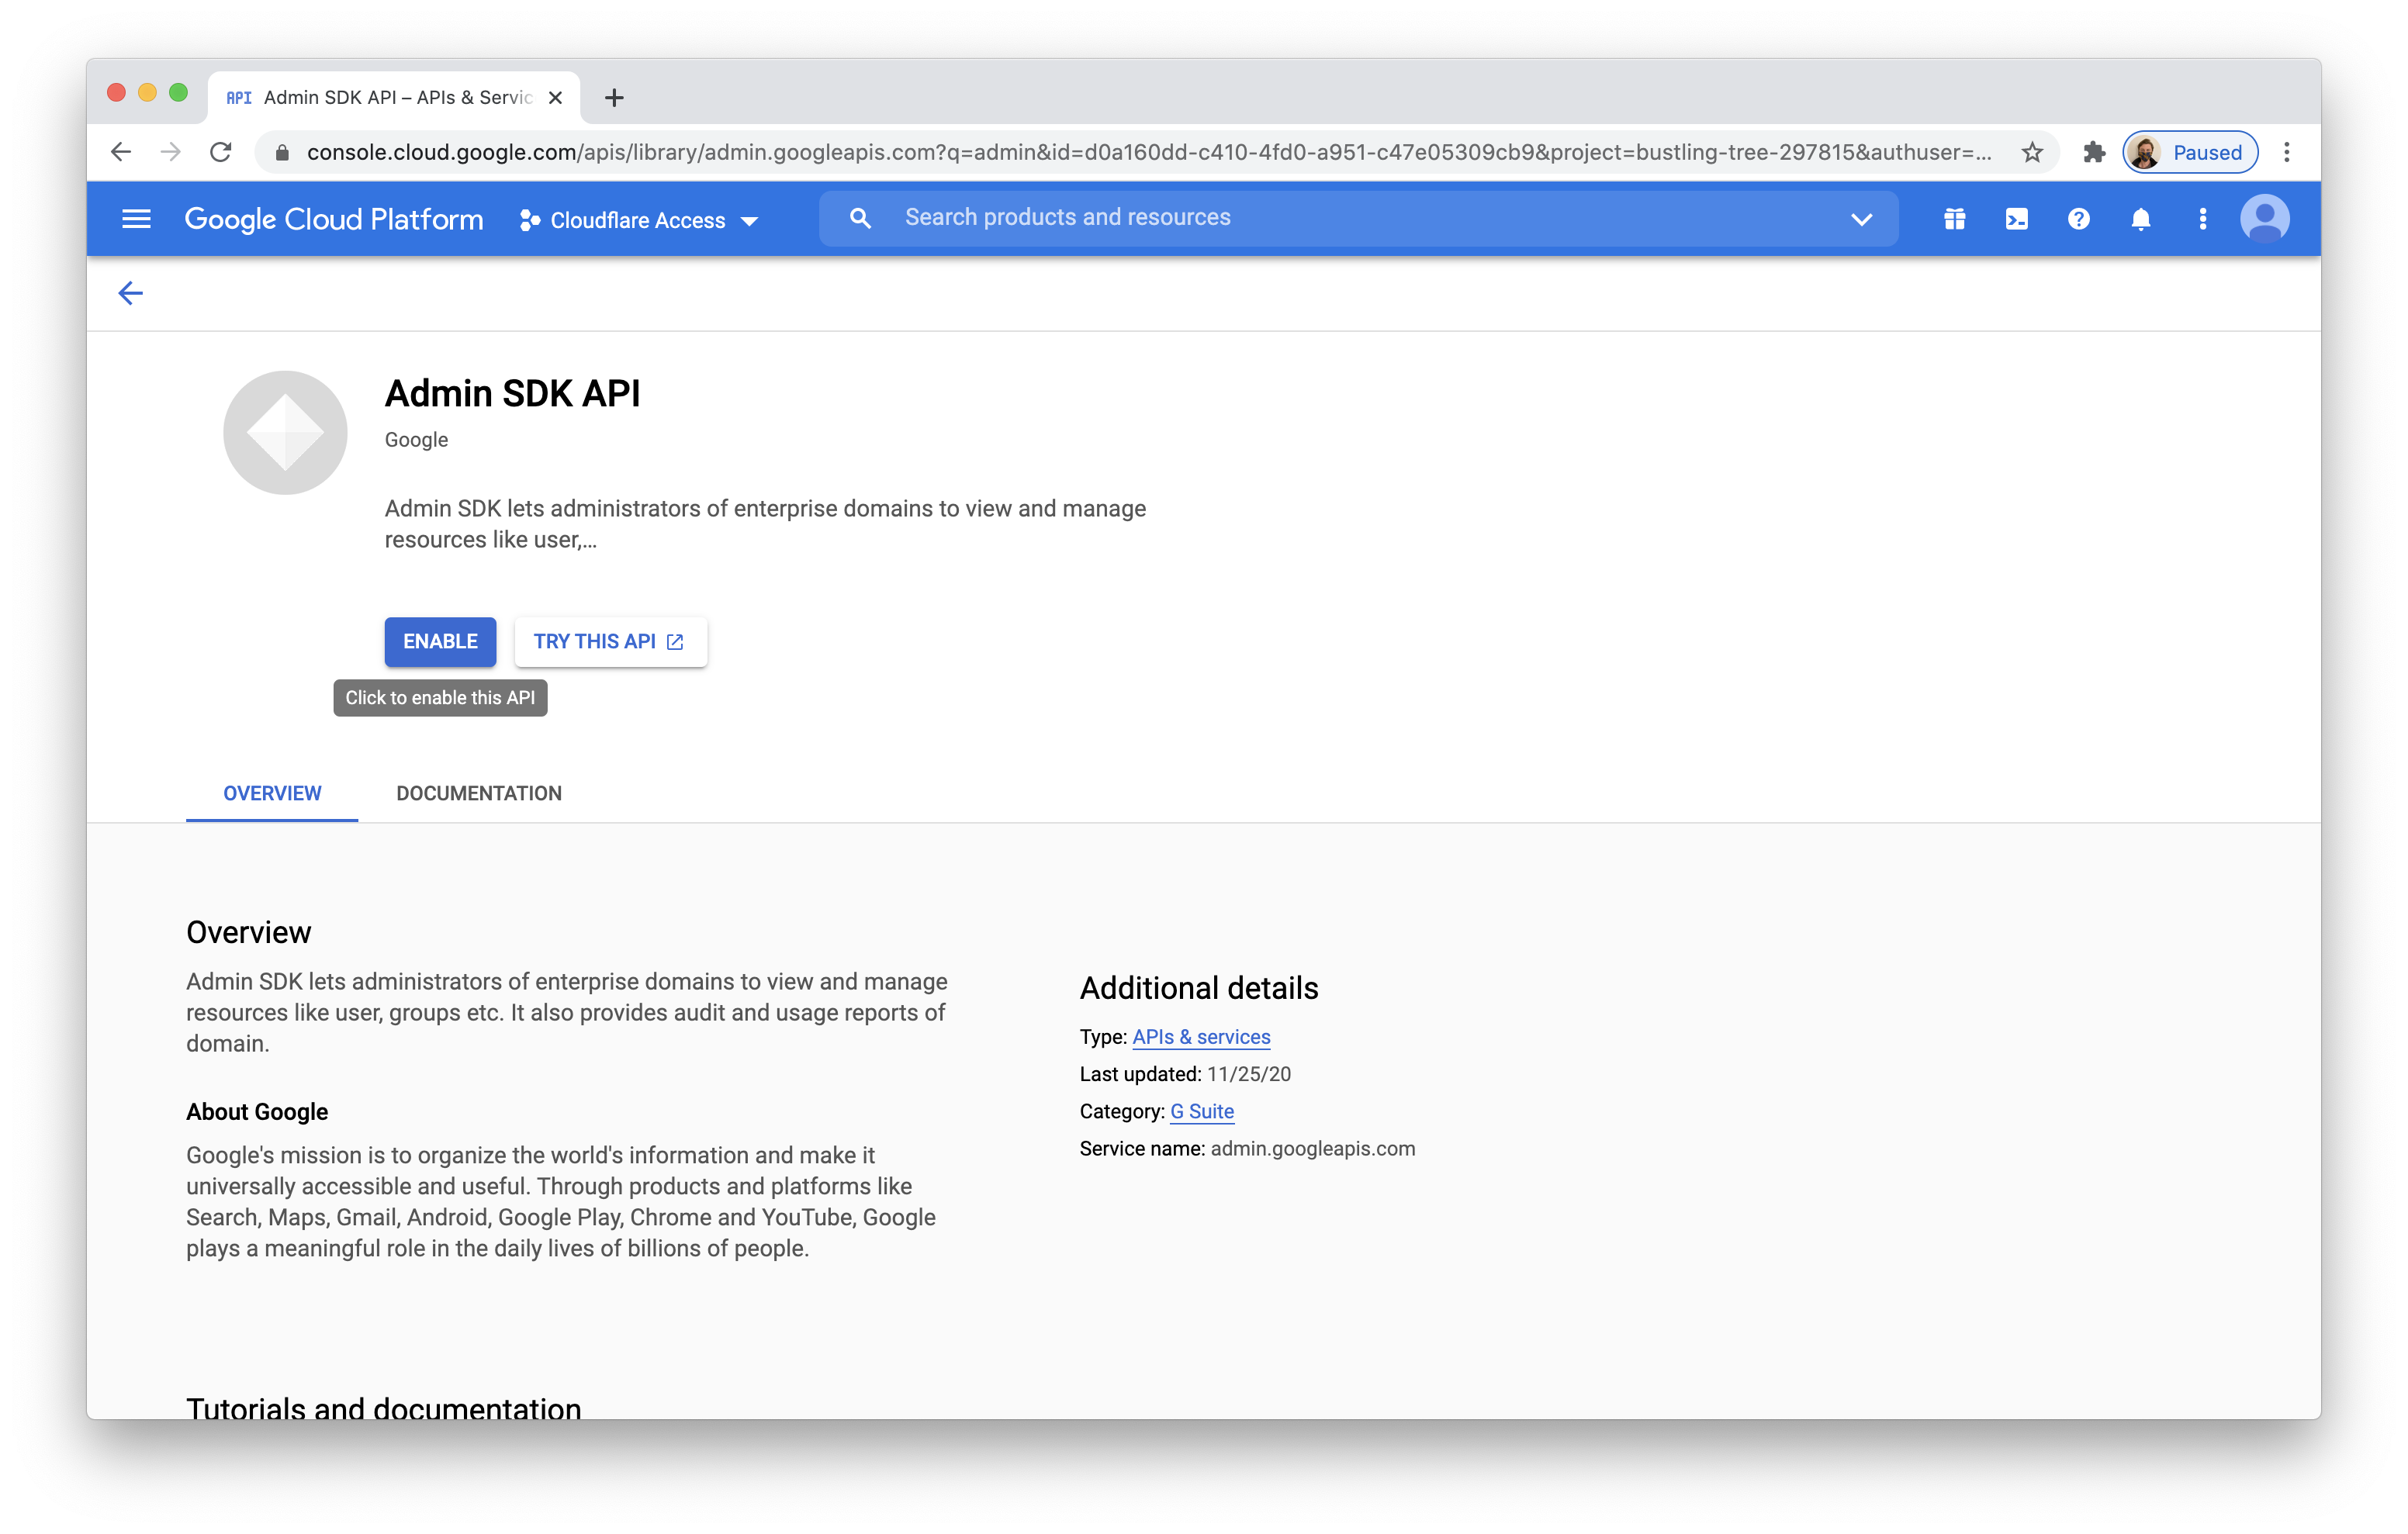 API Admin SDK API – APIs & Servic
console.cloud.google.com/apis/library/admin.googleapis.com?q=admin&id=d0a160dd-c410-4fd0-a951-c47e05309cb9&project=bustling-tree-297815&authuser=...
Paused
Google Cloud Platform
Cloudflare Access
Search products and resources
Admin SDK API
Google
Admin SDK lets administrators of enterprise domains to view and manage
resources like user,...
ENABLE
TRY THIS API
Click to enable this API
OVERVIEW
DOCUMENTATION
Overview
Admin SDK lets administrators of enterprise domains to view and manage
resources like user, groups etc. It also provides audit and usage reports of
domain.
About Google
Google's mission is to organize the world's information and make it
universally accessible and useful. Through products and platforms like
Search, Maps, Gmail, Android, Google Play, Chrome and YouTube, Google
plays a meaningful role in the daily lives of billions of people.
Additional details
Type: APIs & services
Last updated: 11/25/20
Category: G Suite
Service name: admin.googleapis.com
Tutorials and documentation